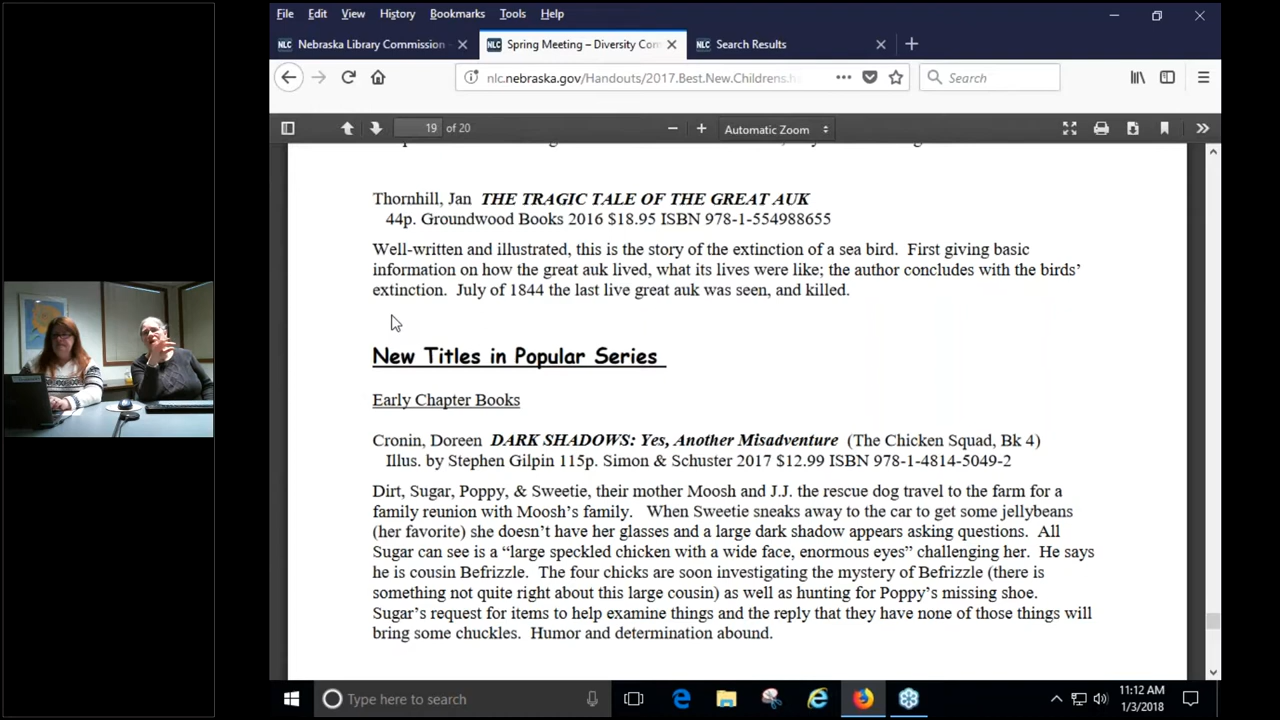 File Edit View History Bookmarks Tools Help
NLC Nebraska Library Commission
NLC Spring Meeting – Diversity Com
NLC Search Results
nlc.nebraska.gov/Handouts/2017.Best.New.Childrens.h
Search
19 of 20
Automatic Zoom
Thornhill, Jan THE TRAGIC TALE OF THE GREAT AUK
44p. Groundwood Books 2016 $18.95 ISBN 978-1-554988655
Well-written and illustrated, this is the story of the extinction of a sea bird. First giving basic
information on how the great auk lived, what its lives were like; the author concludes with the birds’
extinction. July of 1844 the last live great auk was seen, and killed.
New Titles in Popular Series
Early Chapter Books
Cronin, Doreen DARK SHADOWS: Yes, Another Misadventure (The Chicken Squad, Bk 4)
Illus. by Stephen Gilpin 115p. Simon & Schuster 2017 $12.99 ISBN 978-1-4814-5049-2
Dirt, Sugar, Poppy, & Sweetie, their mother Moosh and J.J. the rescue dog travel to the farm for a
family reunion with Moosh’s family. When Sweetie sneaks away to the car to get some jellybeans
(her favorite) she doesn’t have her glasses and a large dark shadow appears asking questions. All
Sugar can see is a “large speckled chicken with a wide face, enormous eyes” challenging her. He says
he is cousin Befrizzle. The four chicks are soon investigating the mystery of Befrizzle (there is
something not quite right about this large cousin) as well as hunting for Poppy’s missing shoe.
Sugar’s request for items to help examine things and the reply that they have none of those things will
bring some chuckles. Humor and determination abound.
Type here to search
11:12 AM
1/3/2018